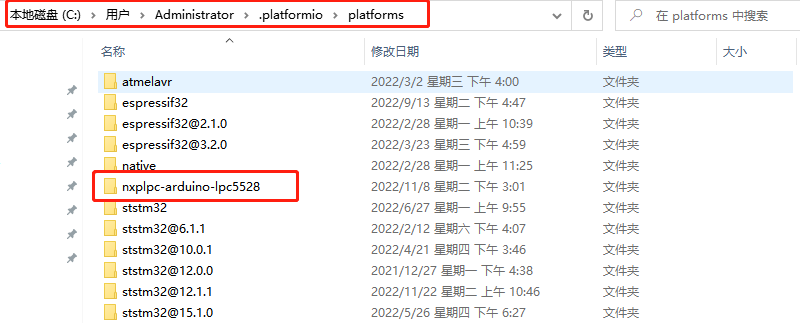 本地磁盘 (C:) > 用户 > Administrator > .platformio > platforms
在 platforms 中搜索
名称 修改日期 类型 大小
atmelavr 2022/3/2 星期三 下午 4:00 文件夹
espressif32 2022/9/13 星期二 下午 4:47 文件夹
espressif32@2.1.0 2022/2/28 星期一 上午 10:39 文件夹
espressif32@3.2.0 2022/3/23 星期三 下午 4:59 文件夹
native 2022/2/28 星期一 上午 11:25 文件夹
nxplpc-arduino-lpc5528 2022/11/8 星期二 下午 3:01 文件夹
ststm32 2022/6/27 星期一 上午 9:55 文件夹
ststm32@6.1.1 2022/2/12 星期六 下午 4:07 文件夹
ststm32@10.0.1 2022/4/21 星期四 下午 3:46 文件夹
ststm32@12.0.0 2021/12/27 星期一 下午 4:38 文件夹
ststm32@12.1.1 2022/11/22 星期二 上午 10:46 文件夹
ststm32@15.1.0 2022/5/26 星期四 下午 6:27 文件夹